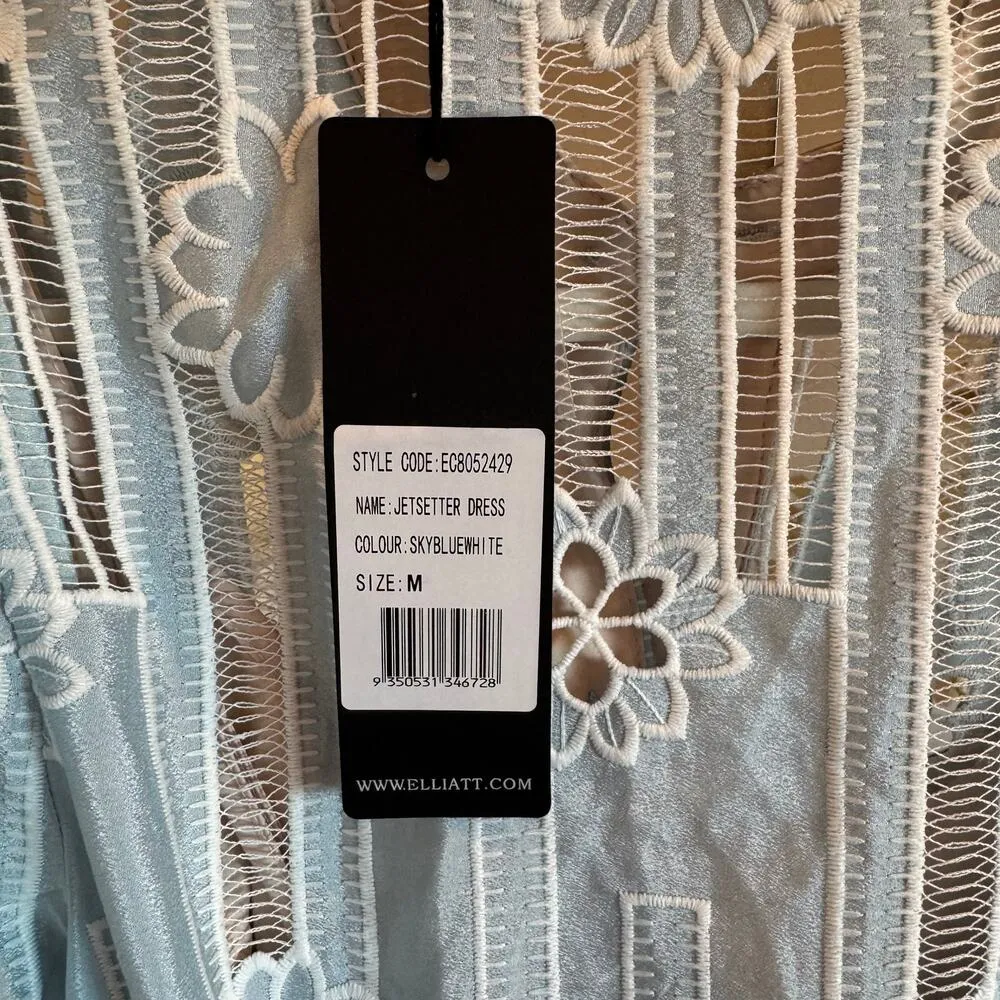 STYLE CODE:EC8052429
NAME:JETSETTER DRESS
COLOUR:SKYBLUEWHITE
SIZE:M
9 350531 346728
WWW.ELLIATT.COM